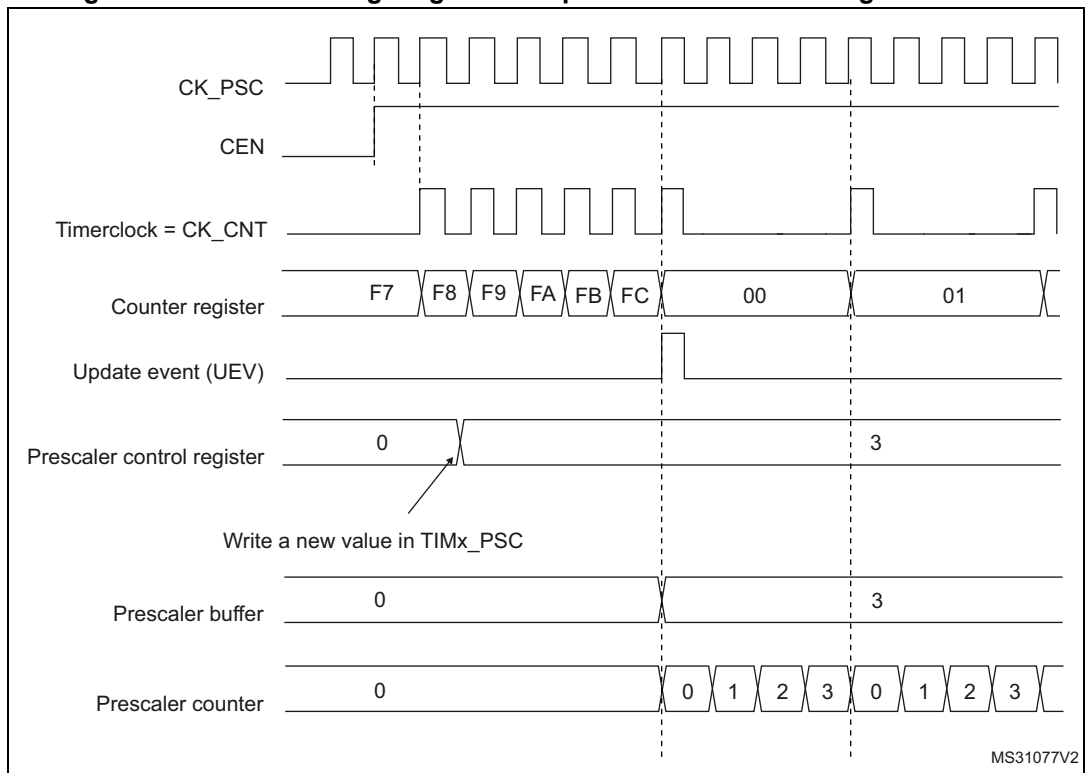 CK_PSC
CEN
Timerclock = CK_CNT
Counter register F7 F8 F9 FA FB FC 00 01
Update event (UEV)
Prescaler control register 0 3
Write a new value in TIMx_PSC
Prescaler buffer 0 3
Prescaler counter 0 0 1 2 3 0 1 2 3
MS31077V2